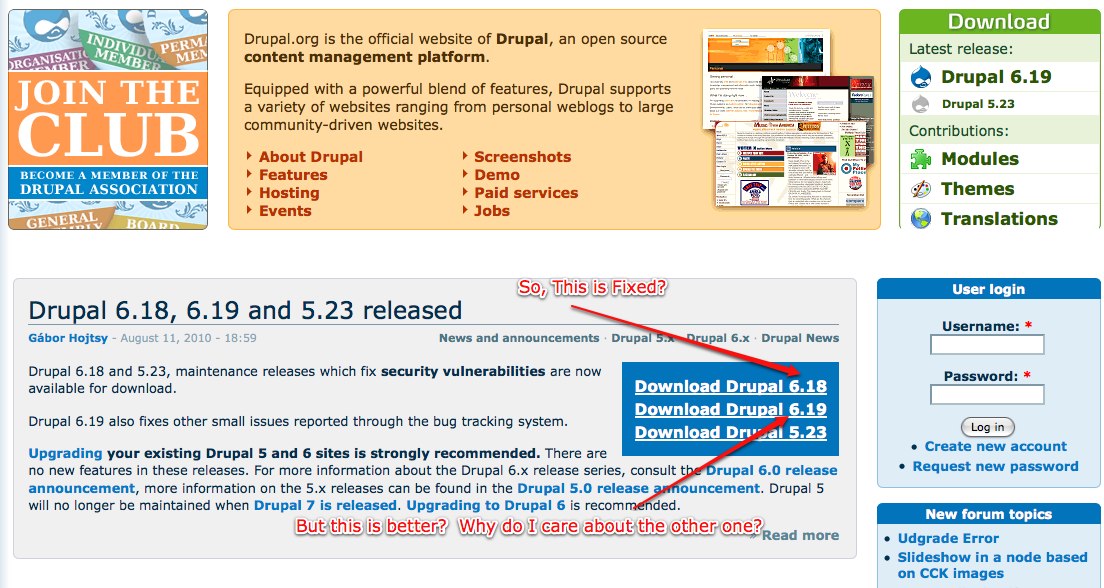 ORGANISATI
MEMBER
INDIVIDU
MEMBER
PERMA
MEM
JOIN THE
CLUB
BECOME A MEMBER OF THE
DRUPAL ASSOCIATION
GENERAL
BOARD
Drupal.org is the official website of Drupal, an open source
content management platform.
Equipped with a powerful blend of features, Drupal supports
a variety of websites ranging from personal weblogs to large
community-driven websites.
About Drupal
Features
Hosting
Events
Screenshots
Demo
Paid services
Jobs
Download
Latest release:
Drupal 6.19
Drupal 5.23
Contributions:
Modules
Themes
Translations
So, This is Fixed?
Drupal 6.18, 6.19 and 5.23 released
Gábor Hojtsy - August 11, 2010 - 18:59
News and announcements · Drupal 5.x · Drupal 6.x · Drupal News
Drupal 6.18 and 5.23, maintenance releases which fix security vulnerabilities are now
available for download.
Drupal 6.19 also fixes other small issues reported through the bug tracking system.
Download Drupal 6.18
Download Drupal 6.19
Download Drupal 5.23
Upgrading your existing Drupal 5 and 6 sites is strongly recommended. There are
no new features in these releases. For more information about the Drupal 6.x release series, consult the Drupal 6.0 release
announcement, more information on the 5.x releases can be found in the Drupal 5.0 release announcement. Drupal 5
will no longer be maintained when Drupal 7 is released. Upgrading to Drupal 6 is recommended.
But this is better? Why do I care about the other one?
» Read more
User login
Username: *
Password: *
Log in
Create new account
Request new password
New forum topics
Udgrade Error
Slideshow in a node based
on CCK images